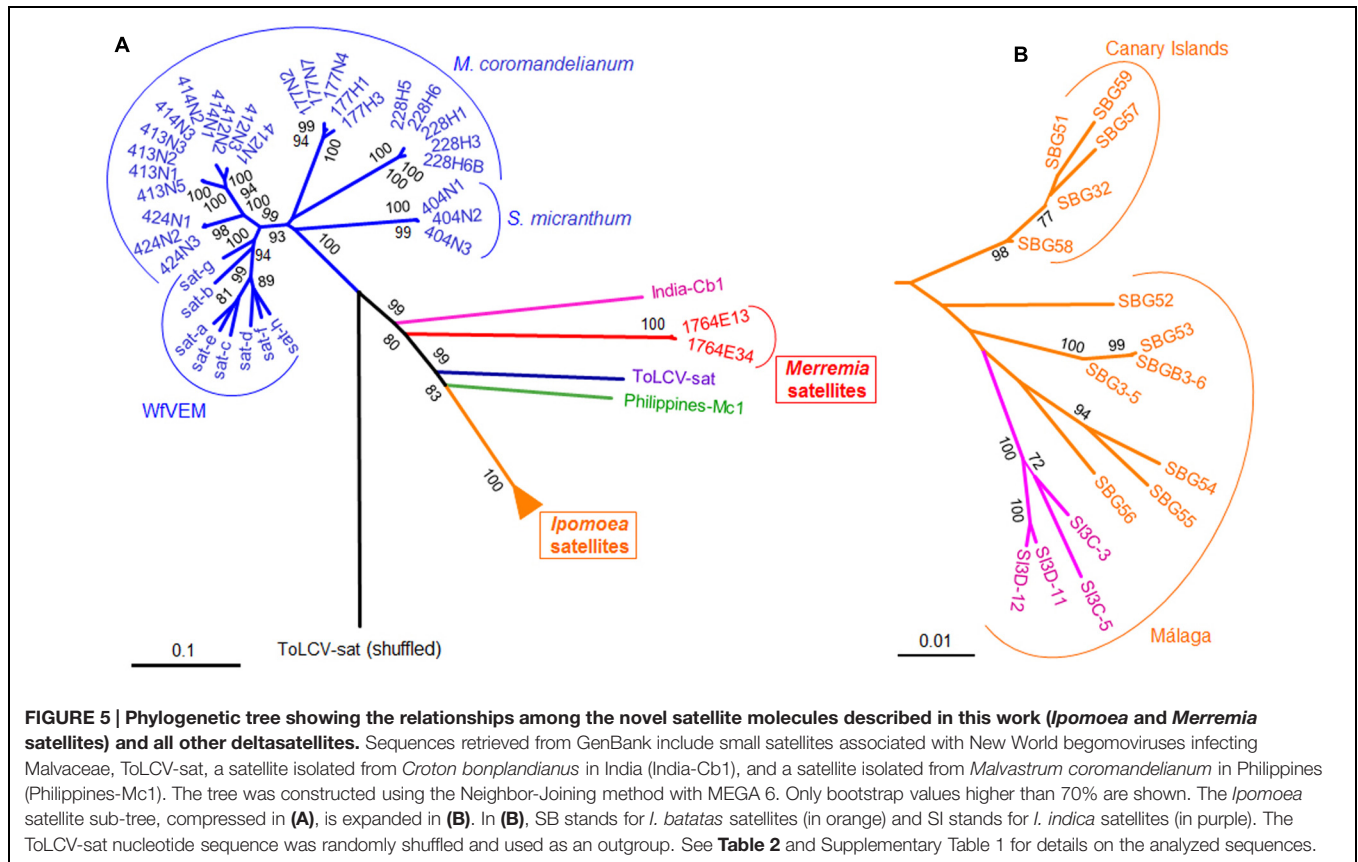 A
M. coromandelianum
177N2
177N7
177N4
177H1
177H3
228H5
228H6
228H1
228H3
228H6B
414N2
414N3
414N1
412N2
412N3
412N1
413N3
413N2
413N1
413N5
424N1
424N2
424N3
404N1
404N2
404N3
S. micranthum
99
94
100
100
100
100
100
99
100
100
94
100
100
100
99
98
100
93
94
99
81
89
100
sat-g
sat-b
sat-a
sat-e
sat-c
sat-d
sat-f
sat-h
WfVEM
99
India-Cb1
100
1764E13
1764E34
80
Merremia
satellites
99
ToLCV-sat
83
Philippines-Mc1
100
Ipomoea
satellites
0.1
ToLCV-sat (shuffled)
B
Canary Islands
SBG59
SBG51
SBG57
SBG32
77
SBG58
98
SBG52
100
99
SBG53
SBGB3-6
SBG3-5
94
SBG54
SBG55
SBG56
100
72
100
SI3C-3
SI3D-11
SI3D-12
SI3C-5
Málaga
0.01
FIGURE 5 | Phylogenetic tree showing the relationships among the novel satellite molecules described in this work (Ipomoea and Merremia
satellites) and all other deltasatellites. Sequences retrieved from GenBank include small satellites associated with New World begomoviruses infecting
Malvaceae, ToLCV-sat, a satellite isolated from Croton bonplandianus in India (India-Cb1), and a satellite isolated from Malvastrum coromandelianum in Philippines
(Philippines-Mc1). The tree was constructed using the Neighbor-Joining method with MEGA 6. Only bootstrap values higher than 70% are shown. The Ipomoea
satellite sub-tree, compressed in (A), is expanded in (B). In (B), SB stands for I. batatas satellites (in orange) and SI stands for I. indica satellites (in purple). The
ToLCV-sat nucleotide sequence was randomly shuffled and used as an outgroup. See Table 2 and Supplementary Table 1 for details on the analyzed sequences.